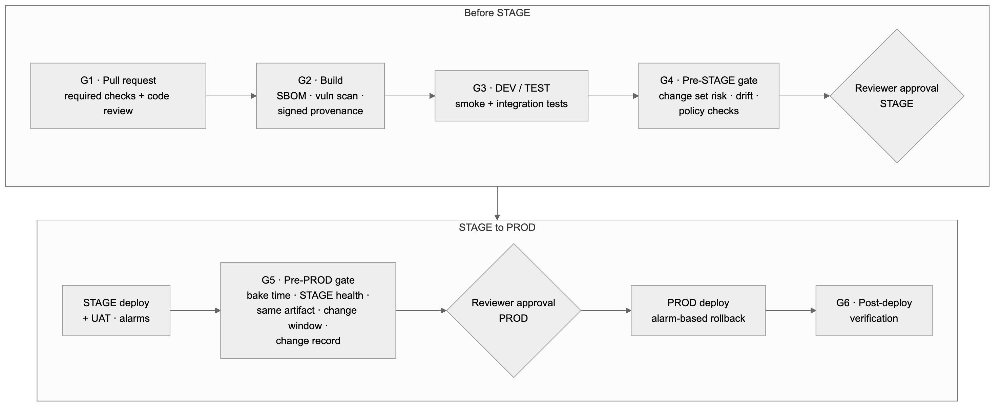 Before STAGE
G1 · Pull request
required checks + code
review
G2 · Build
SBOM · vuln scan ·
signed provenance
G3 · DEV / TEST
smoke + integration tests
G4 · Pre-STAGE gate
change set risk · drift ·
policy checks
Reviewer approval
STAGE
STAGE to PROD
STAGE deploy
+ UAT · alarms
G5 · Pre-PROD gate
bake time · STAGE health ·
same artifact · change
window ·
change record
Reviewer approval
PROD
PROD deploy
alarm-based rollback
G6 · Post-deploy
verification